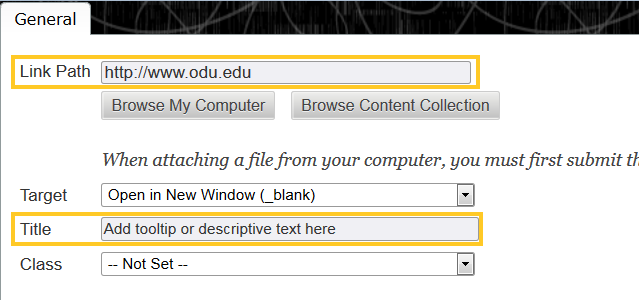 General
Link Path http://www.odu.edu
Browse My Computer Browse Content Collection
When attaching a file from your computer, you must first submit th
Target Open in New Window (_blank)
Title Add tooltip or descriptive text here
Class -- Not Set --